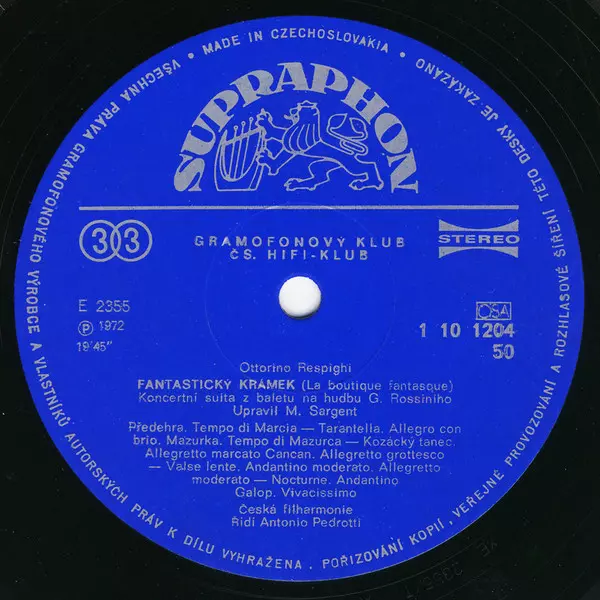 • MADE IN CZECHOSLOVAKIA •
VŠECHNA PRÁVA GRAMOFONOVÉHO VÝROBCE A VLASTNÍKŮ AUTORSKÝCH PRÁV K DÍLU VYHRAŽENA. POŘIZOVÁNÍ KOPIÍ, VEŘEJNÉ PROVOZOVÁNÍ A ROZHLASOVÉ ŠÍŘENÍ TÉTO DESKY JE ZAKÁZÁNO
SUPRAPHON
33
GRAMOFONOVÝ KLUB
ČS. HIFI-KLUB
STEREO
E 2355
Ⓟ 1972
19'45"
OSA
1 10 1204
50
Ottorino Respighi
FANTASTICKÝ KRÁMEK (La boutique fantasque)
Koncertní suita z baletu na hudbu G. Rossiniho
Upravil M. Sargent
Předehra. Tempo di Marcia — Tarantella. Allegro con
brio. Mazurka. Tempo di Mazurca — Kozácký tanec.
Allegretto marcato Cancan. Allegretto grottesco
— Valse lente. Andantino moderato. Allegretto
moderato — Nocturne. Andantino
Galop. Vivacissimo
Česká filharmonie
Řídí Antonio Pedrotti